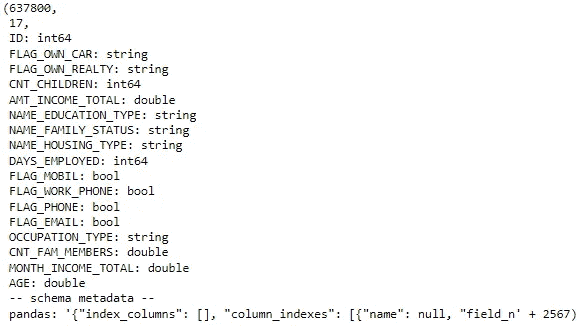 (637800,
17,
ID: int64
FLAG_OWN_CAR: string
FLAG_OWN_REALTY: string
CNT_CHILDREN: int64
AMT_INCOME_TOTAL: double
NAME_EDUCATION_TYPE: string
NAME_FAMILY_STATUS: string
NAME_HOUSING_TYPE: string
DAYS_EMPLOYED: int64
FLAG_MOBIL: bool
FLAG_WORK_PHONE: bool
FLAG_PHONE: bool
FLAG_EMAIL: bool
OCCUPATION_TYPE: string
CNT_FAM_MEMBERS: double
MONTH_INCOME_TOTAL: double
AGE: double
-- schema metadata --
pandas: '{"index_columns": [], "column_indexes": [{"name": null, "field_n' + 2567)